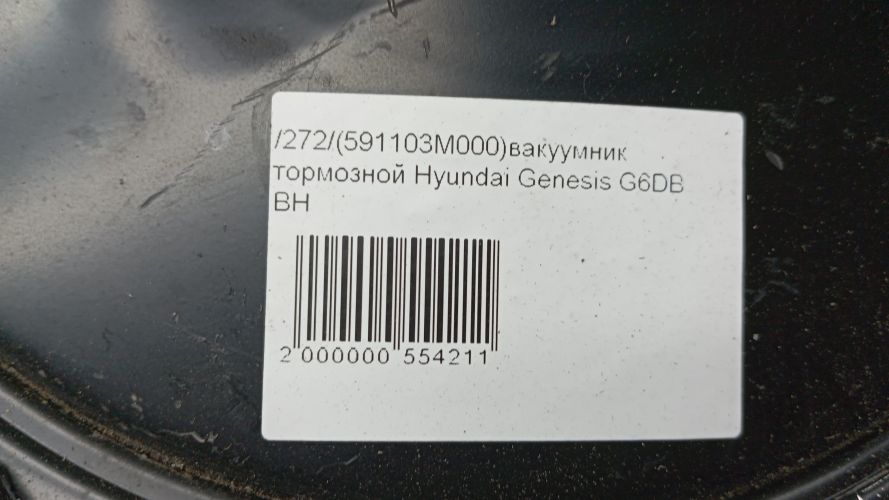 /272/(591103M000)вакуумник
тормозной Hyundai Genesis G6DB
BH
2 000000 554211